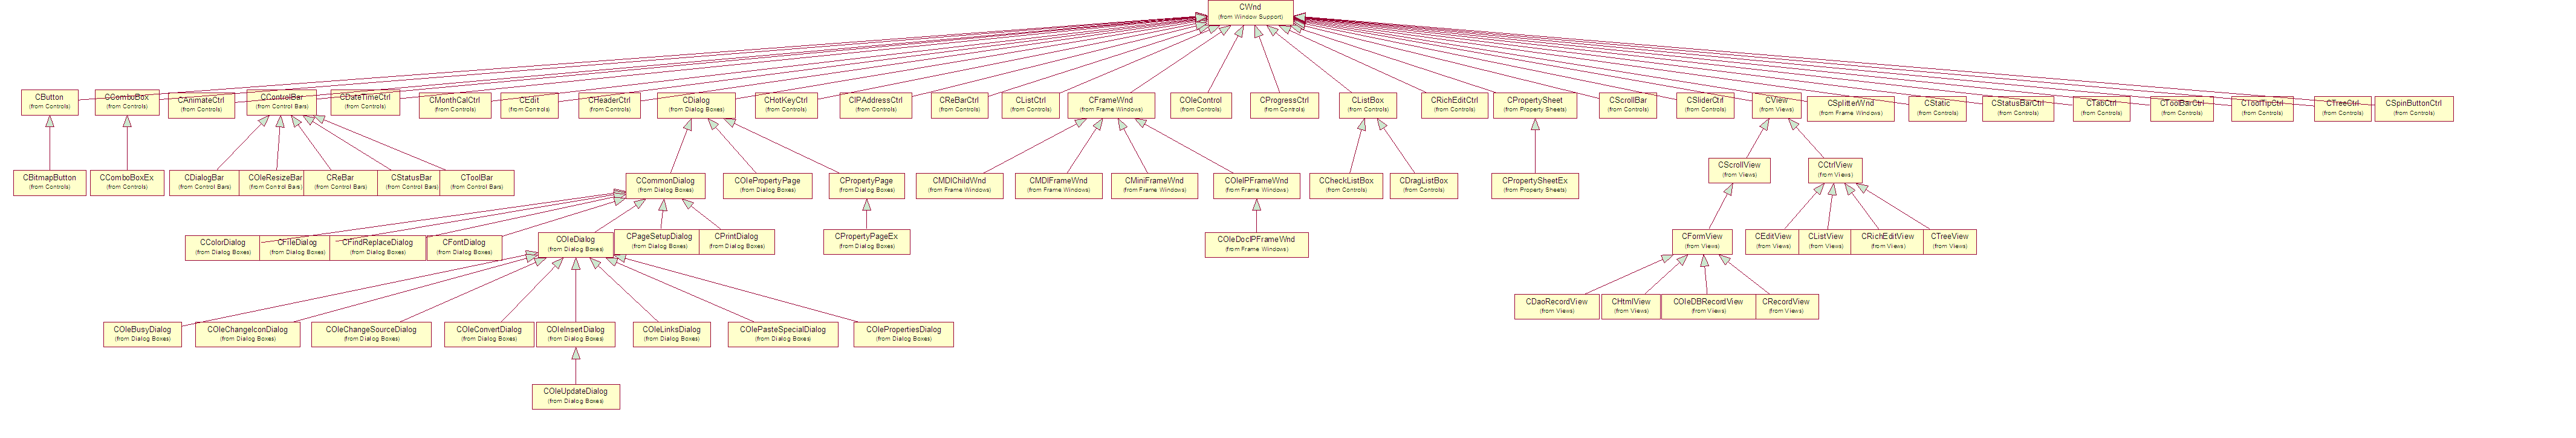 CWnd
(from Window Support)
CButton
(from Controls)
CComboBox
(from Controls)
CAnimateCtrl
(from Controls)
CControlBar
(from Control Bars)
CDateTimeCtrl
(from Controls)
CMonthCalCtrl
(from Controls)
CEdit
(from Controls)
CHeaderCtrl
(from Controls)
CDialog
(from Dialog Boxes)
CHotKeyCtrl
(from Controls)
CIPAddressCtrl
(from Controls)
CReBarCtrl
(from Controls)
CListCtrl
(from Controls)
CFrameWnd
(from Frame Windows)
COleControl
(from Controls)
CProgressCtrl
(from Controls)
CListBox
(from Controls)
CRichEditCtrl
(from Controls)
CPropertySheet
(from Property Sheets)
CScrollBar
(from Controls)
CSliderCtrl
(from Controls)
CView
(from Views)
CSplitterWnd
(from Frame Windows)
CStatic
(from Controls)
CStatusBarCtrl
(from Controls)
CTabCtrl
(from Controls)
CToolBarCtrl
(from Controls)
CToolTipCtrl
(from Controls)
CTreeCtrl
(from Controls)
CSpinButtonCtrl
(from Controls)
CScrollView
(from Views)
CCtrlView
(from Views)
CBitmapButton
(from Controls)
CComboBoxEx
(from Controls)
CDialogBar
(from Control Bars)
COleResizeBar
(from Control Bars)
CReBar
(from Control Bars)
CStatusBar
(from Control Bars)
CToolBar
(from Control Bars)
CCommonDialog
(from Dialog Boxes)
COlePropertyPage
(from Dialog Boxes)
CPropertyPage
(from Dialog Boxes)
CMDIChildWnd
(from Frame Windows)
CMDIFrameWnd
(from Frame Windows)
CMiniFrameWnd
(from Frame Windows)
COleIPFrameWnd
(from Frame Windows)
CCheckListBox
(from Controls)
CDragListBox
(from Controls)
CPropertySheetEx
(from Property Sheets)
CColorDialog
(from Dialog Boxes)
CFileDialog
(from Dialog Boxes)
CFindReplaceDialog
(from Dialog Boxes)
CFontDialog
(from Dialog Boxes)
COleDialog
(from Dialog Boxes)
CPageSetupDialog
(from Dialog Boxes)
CPrintDialog
(from Dialog Boxes)
CPropertyPageEx
(from Dialog Boxes)
COleDocIPFrameWnd
(from Frame Windows)
CFormView
(from Views)
CEditView
(from Views)
CListView
(from Views)
CRichEditView
(from Views)
CTreeView
(from Views)
CDaoRecordView
(from Views)
CHtmlView
(from Views)
COleDBRecordView
(from Views)
CRecordView
(from Views)
COleBusyDialog
(from Dialog Boxes)
COleChangeIconDialog
(from Dialog Boxes)
COleChangeSourceDialog
(from Dialog Boxes)
COleConvertDialog
(from Dialog Boxes)
COleInsertDialog
(from Dialog Boxes)
COleLinksDialog
(from Dialog Boxes)
COlePasteSpecialDialog
(from Dialog Boxes)
COlePropertiesDialog
(from Dialog Boxes)
COleUpdateDialog
(from Dialog Boxes)